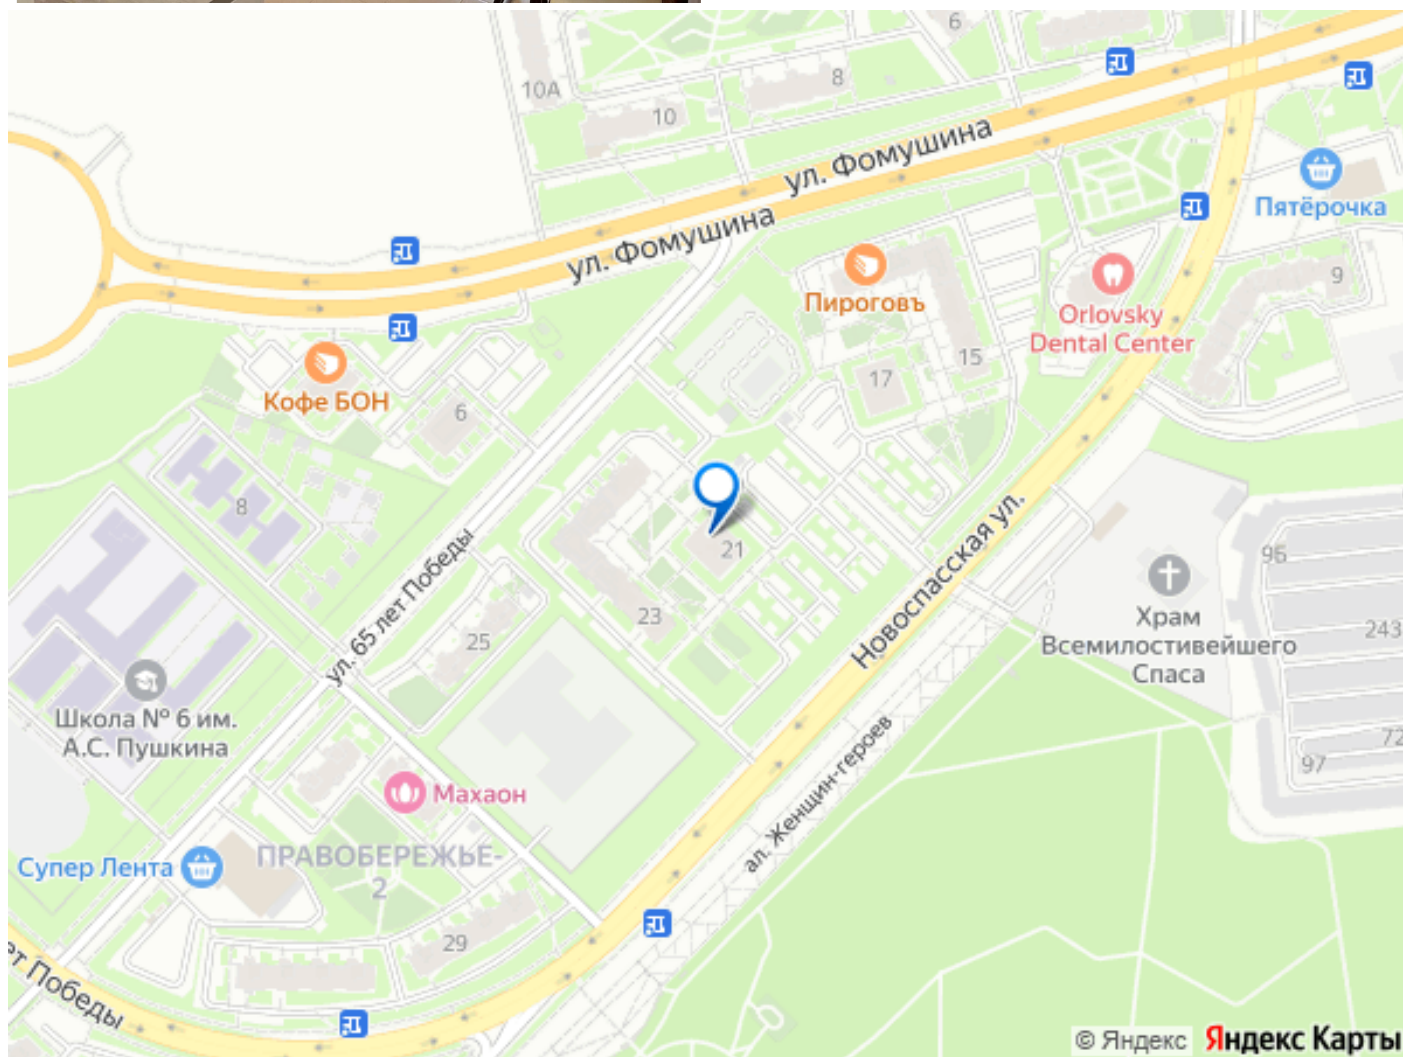 6
10А
8
10
ул. Фомушина
ул. Фомушина
Пятёрочка
9
Пироговъ
Orlovsky
Dental Center
15
17
Кофе БОН
6
8
21
ул. 65 лет Победы
Новоспасская ул.
23
25
95
243
Храм
Всемилостивейшего
Спаса
Школа № 6 им.
А.С. Пушкина
72
97
Махаон
ал. Женщин-героев
Супер Лента
ПРАВОБЕРЕЖЬЕ-
2
29
ет Победы
© Яндекс Яндекс Карты